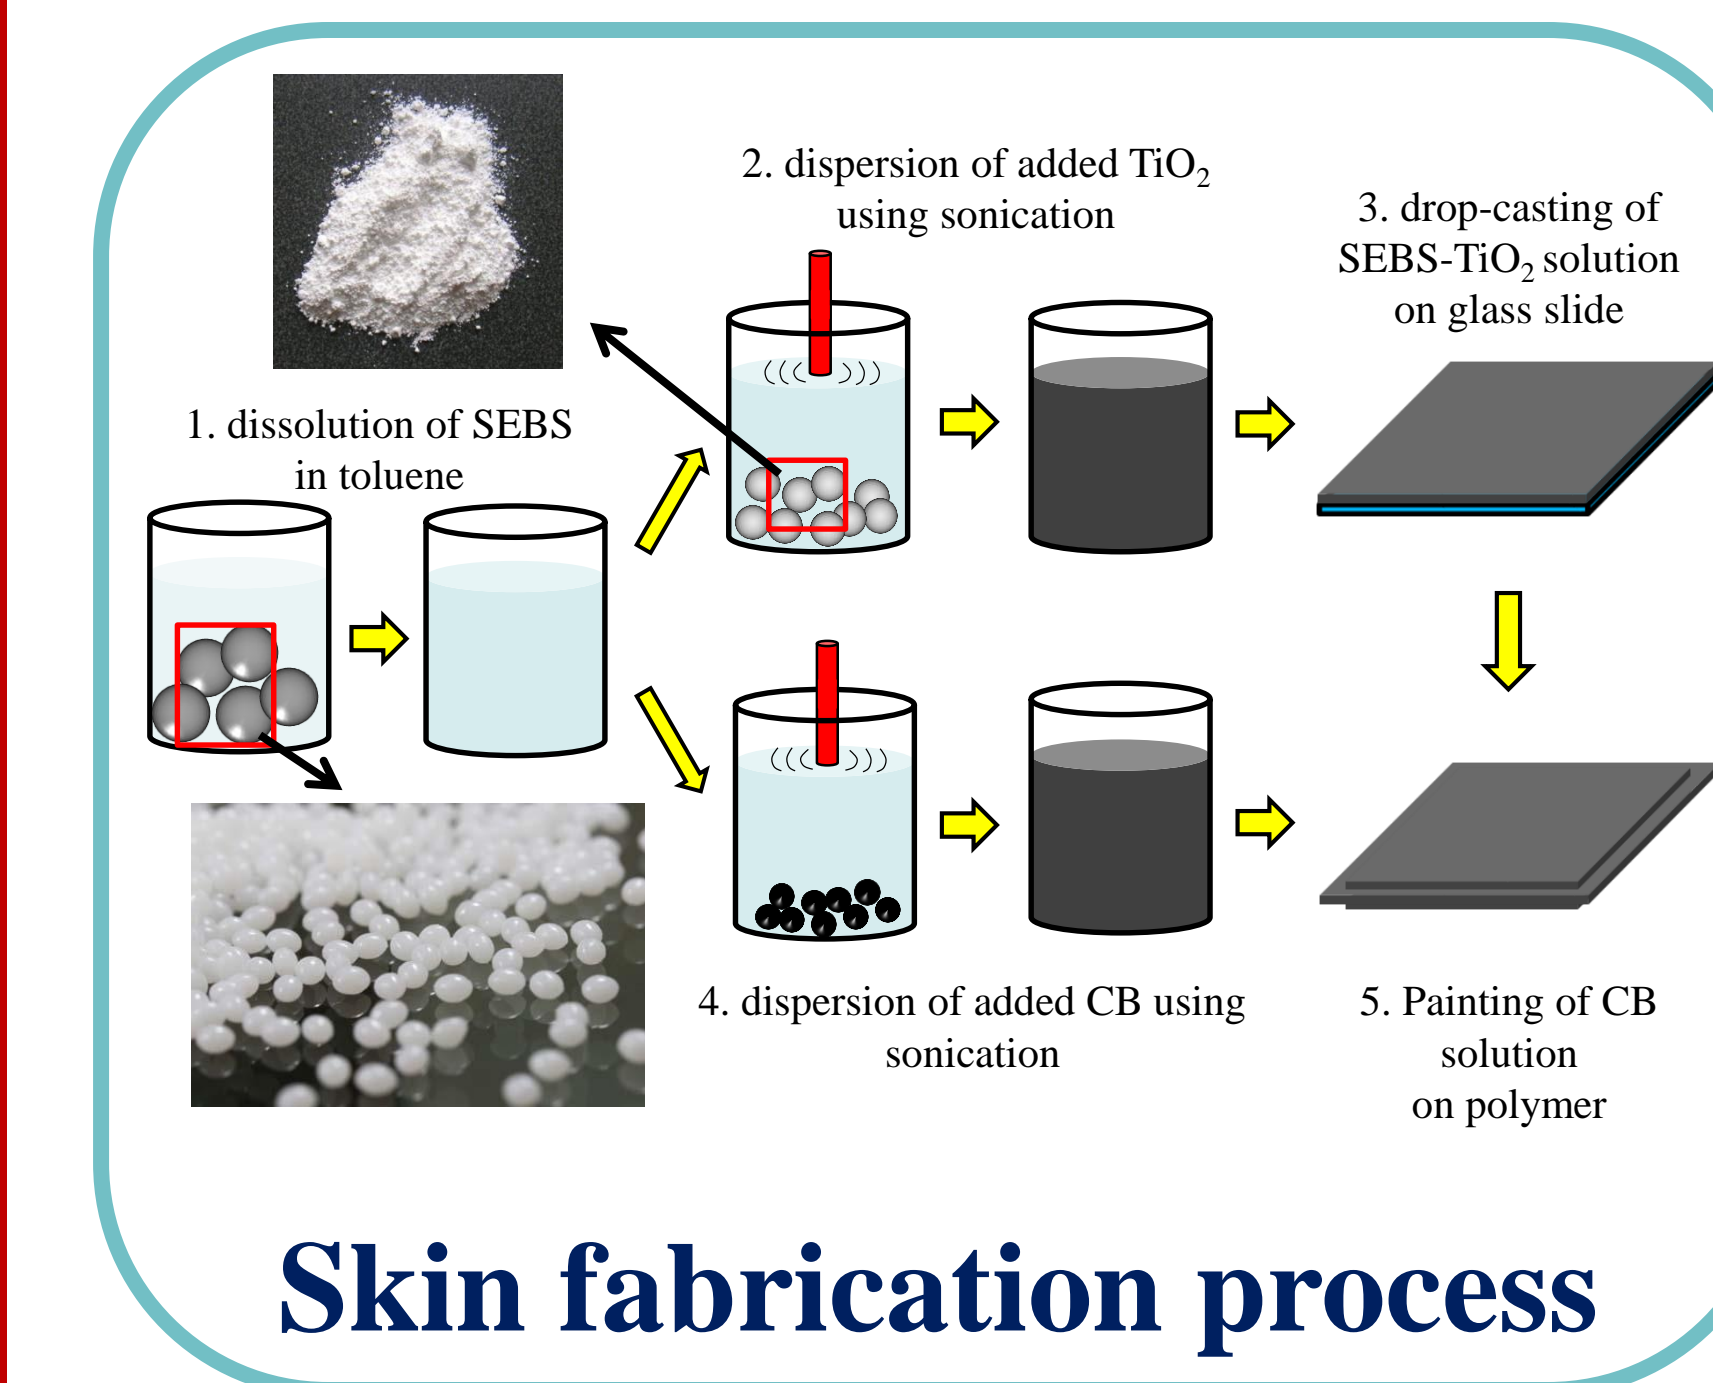 1. dissolution of SEBS
in toluene
2. dispersion of added TiO₂
using sonication
3. drop-casting of
SEBS-TiO₂ solution
on glass slide
4. dispersion of added CB using
sonication
5. Painting of CB
solution
on polymer
Skin fabrication process